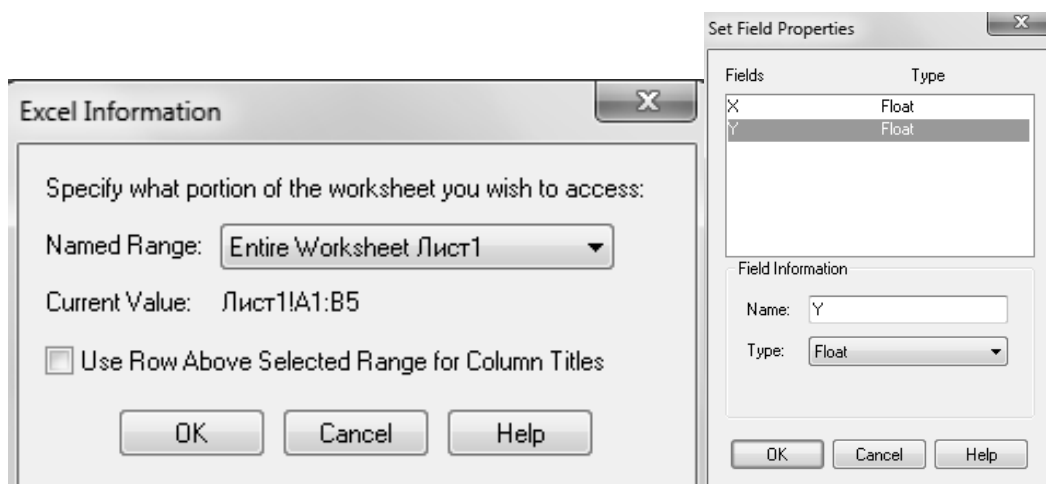 Excel Information
Specify what portion of the worksheet you wish to access:
Named Range: Entire Worksheet Лист1
Current Value: Лист1!A1:B5
Use Row Above Selected Range for Column Titles
OK Cancel Help
Set Field Properties
Fields Type
X Float
Y Float
Field Information
Name: Y
Type: Float
OK Cancel Help